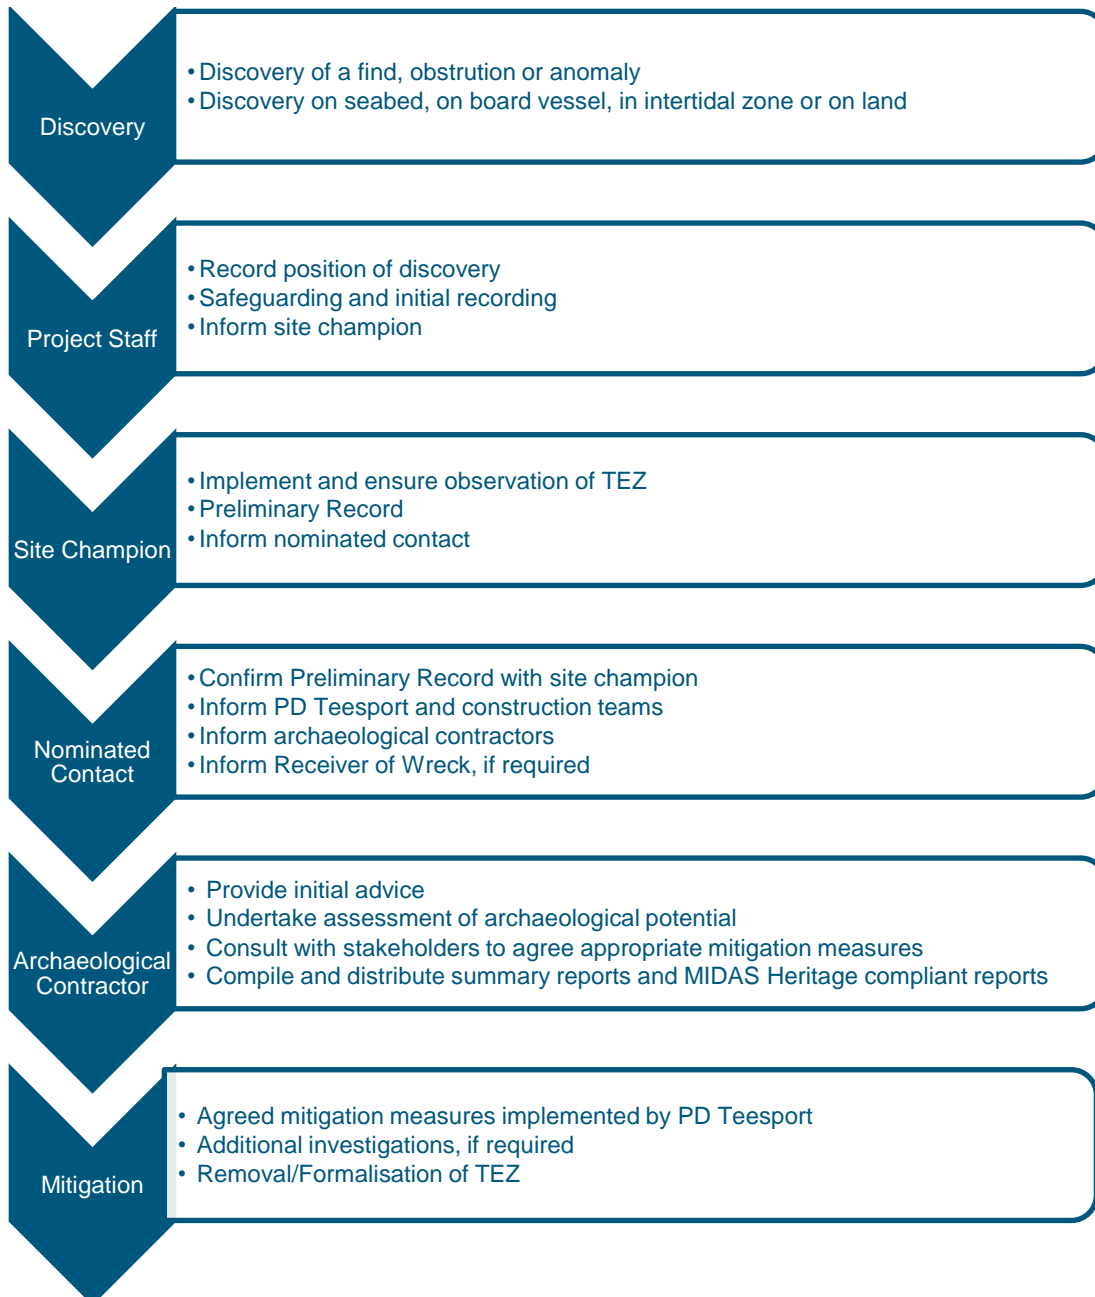 Discovery
• Discovery of a find, obstrution or anomaly
• Discovery on seabed, on board vessel, in intertidal zone or on land
Project Staff
• Record position of discovery
• Safeguarding and initial recording
• Inform site champion
Site Champion
• Implement and ensure observation of TEZ
• Preliminary Record
• Inform nominated contact
Nominated
Contact
• Confirm Preliminary Record with site champion
• Inform PD Teesport and construction teams
• Inform archaeological contractors
• Inform Receiver of Wreck, if required
Archaeological
Contractor
• Provide initial advice
• Undertake assessment of archaeological potential
• Consult with stakeholders to agree appropriate mitigation measures
• Compile and distribute summary reports and MIDAS Heritage compliant reports
Mitigation
• Agreed mitigation measures implemented by PD Teesport
• Additional investigations, if required
• Removal/Formalisation of TEZ